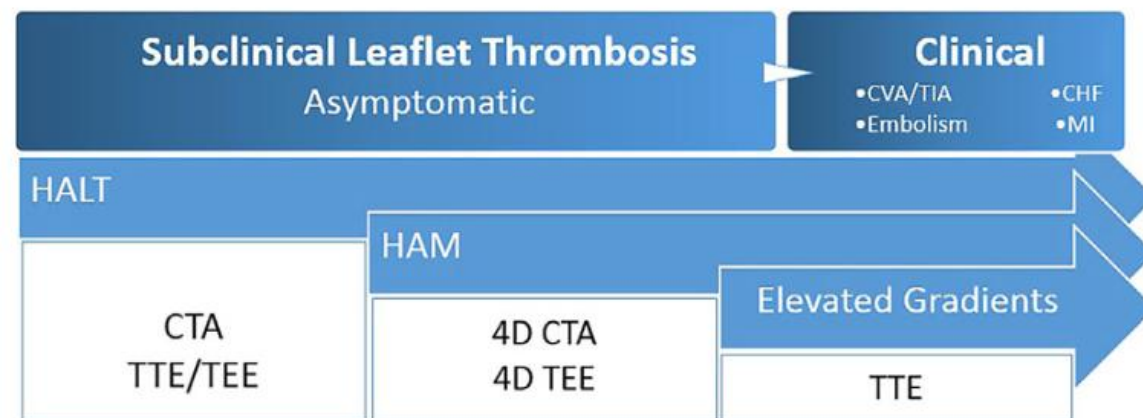 Subclinical Leaflet Thrombosis
Asymptomatic
Clinical
•CVA/TIA •CHF
•Embolism •MI
HALT
HAM
Elevated Gradients
CTA
TTE/TEE
4D CTA
4D TEE
TTE